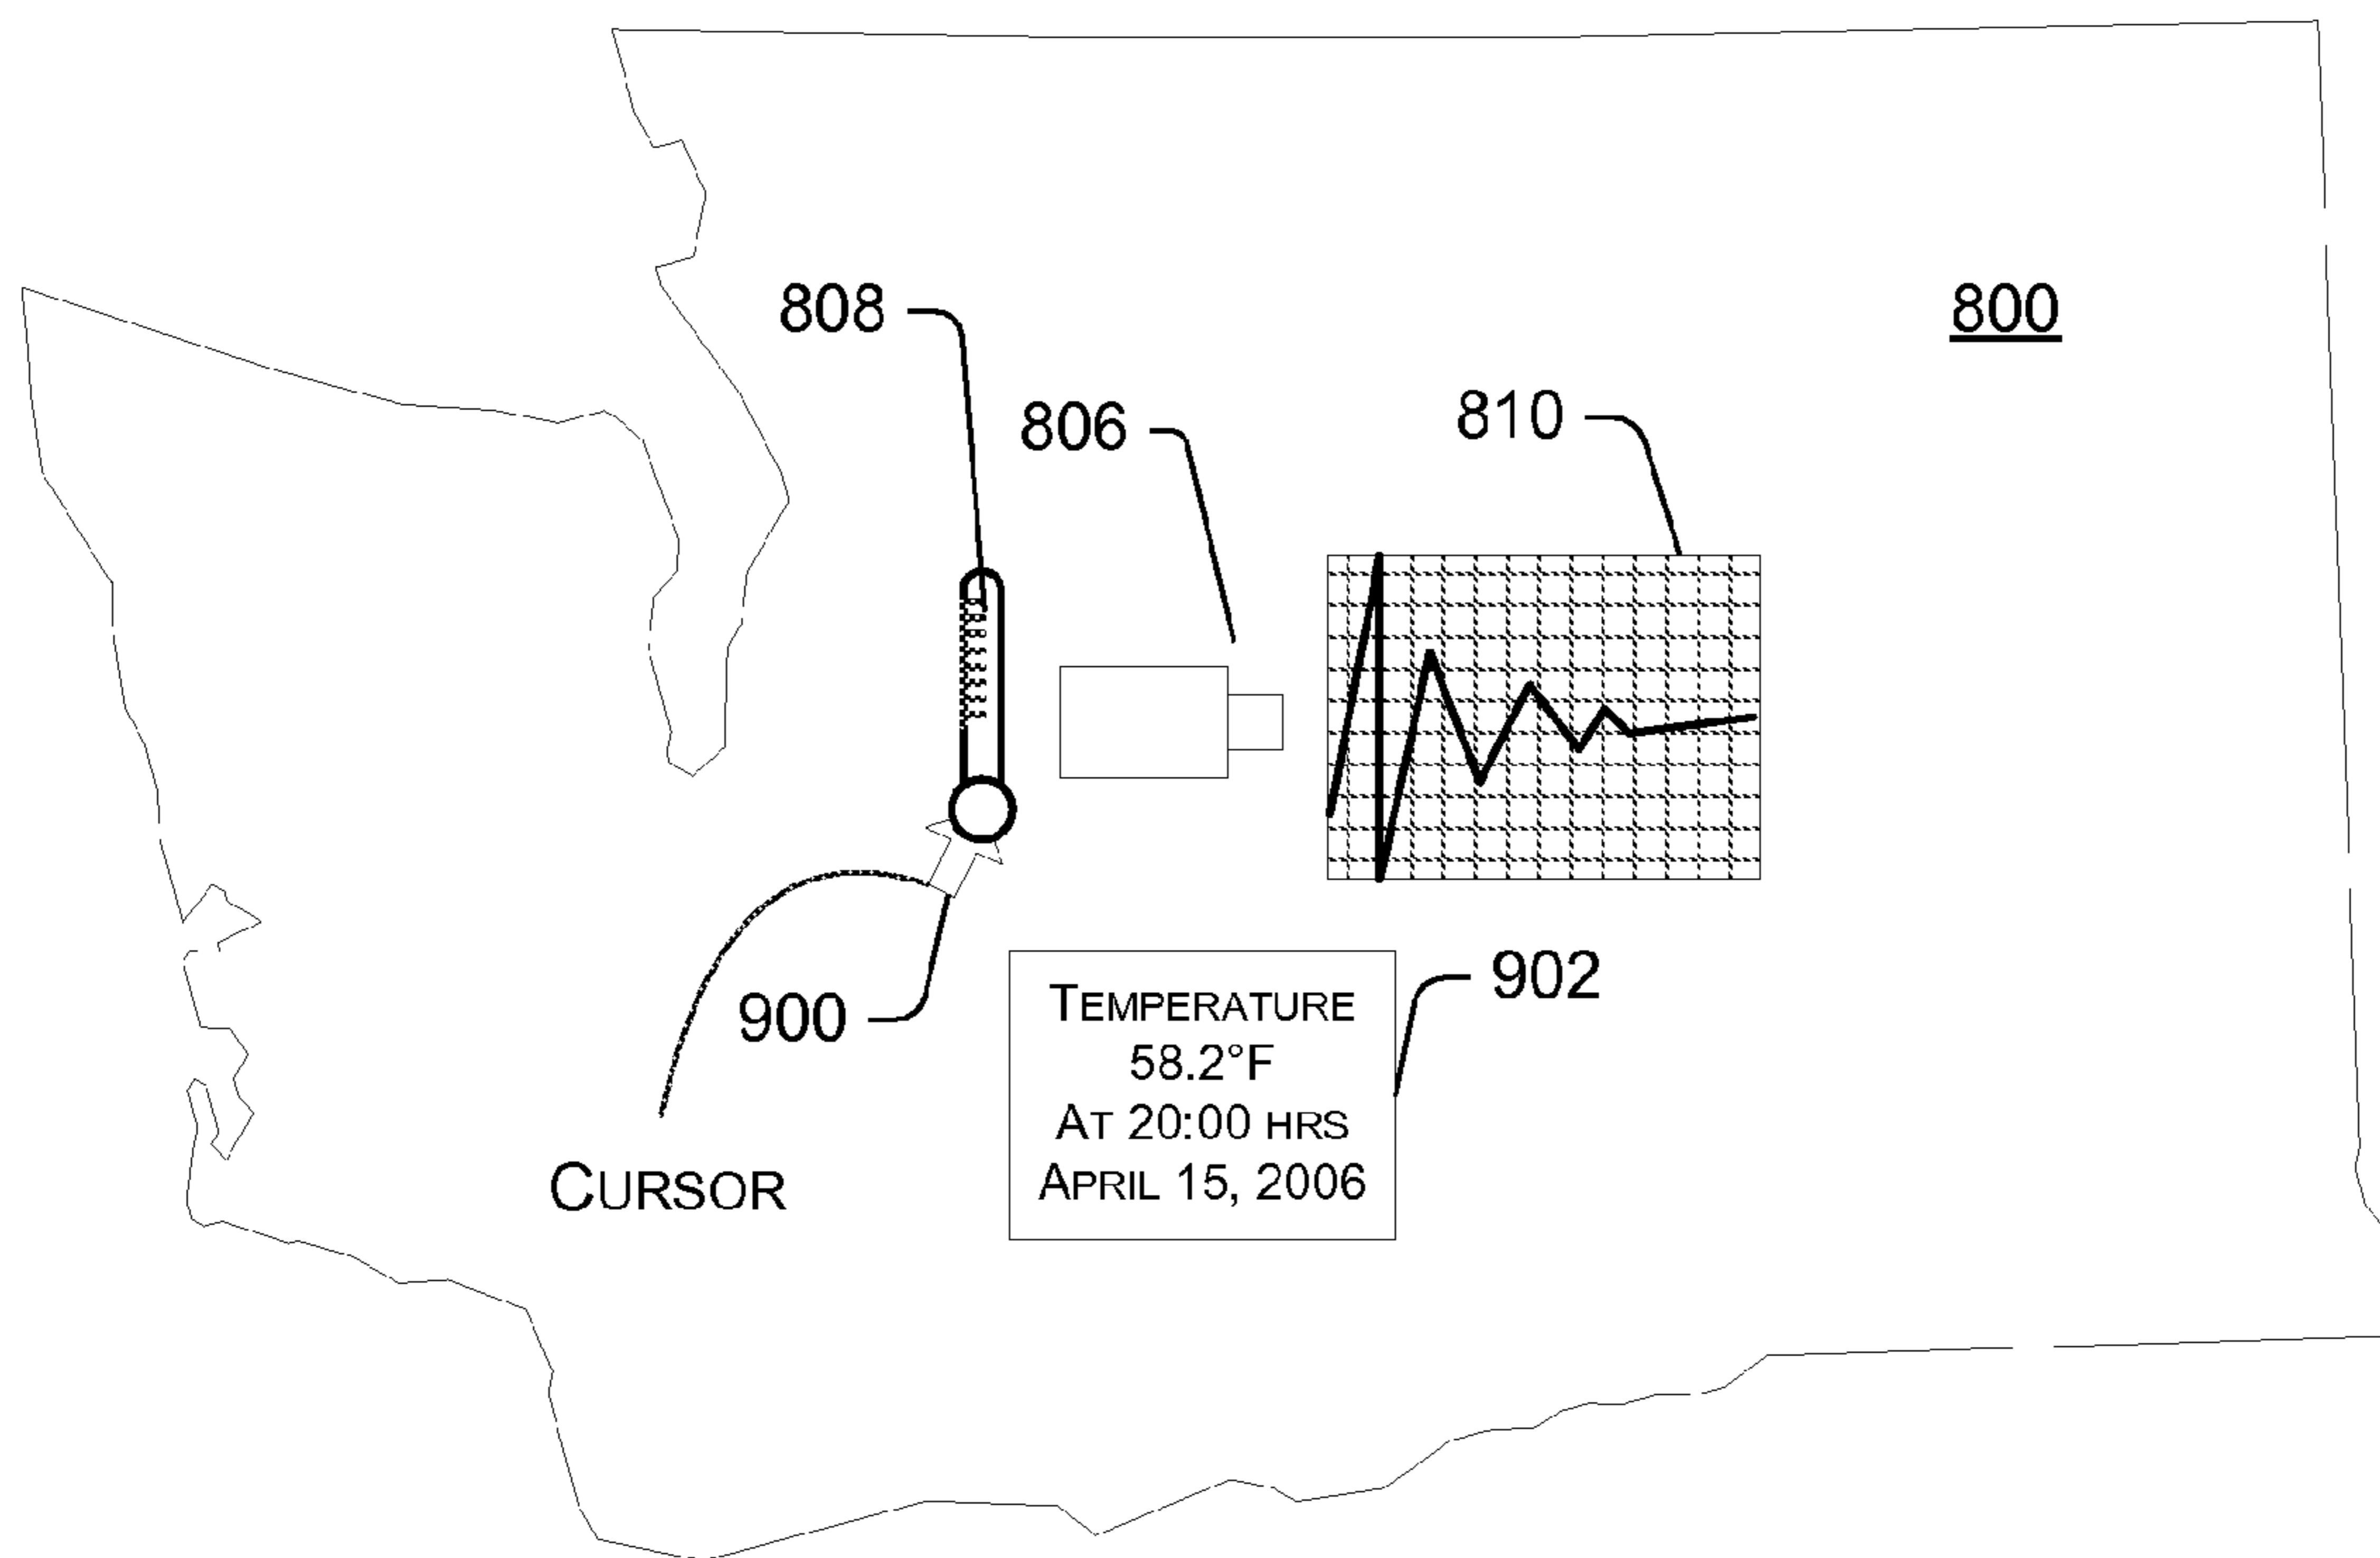 808
800
806
810
900
902
TEMPERATURE
58.2°F
AT 20:00 HRS
APRIL 15, 2006
CURSOR